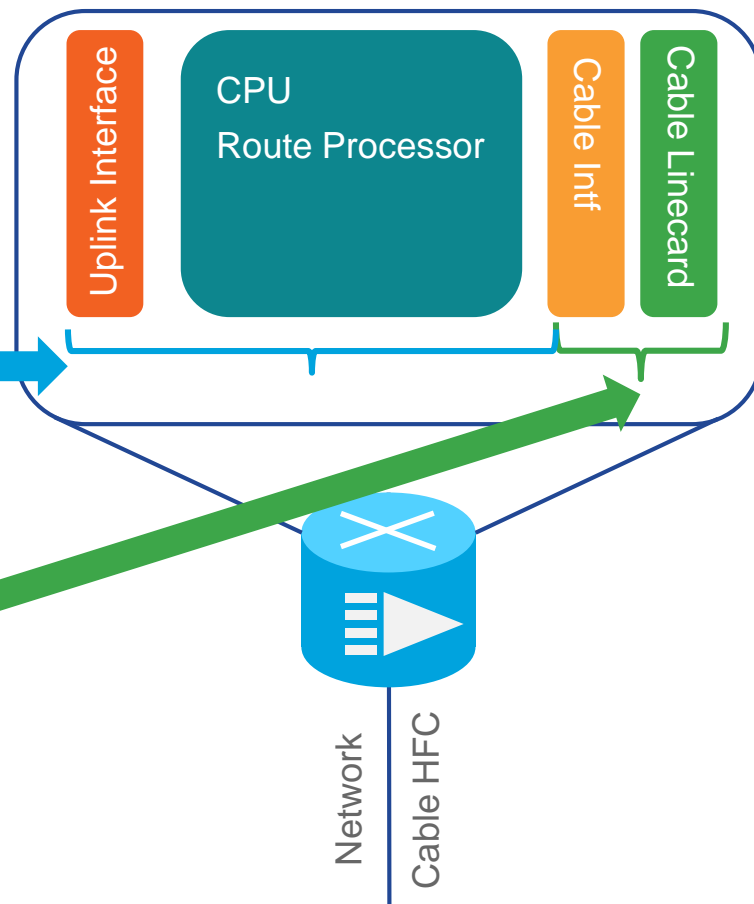 Uplink Interface
CPU
Route Processor
Cable Intf
Cable Linecard
Network
Cable HFC